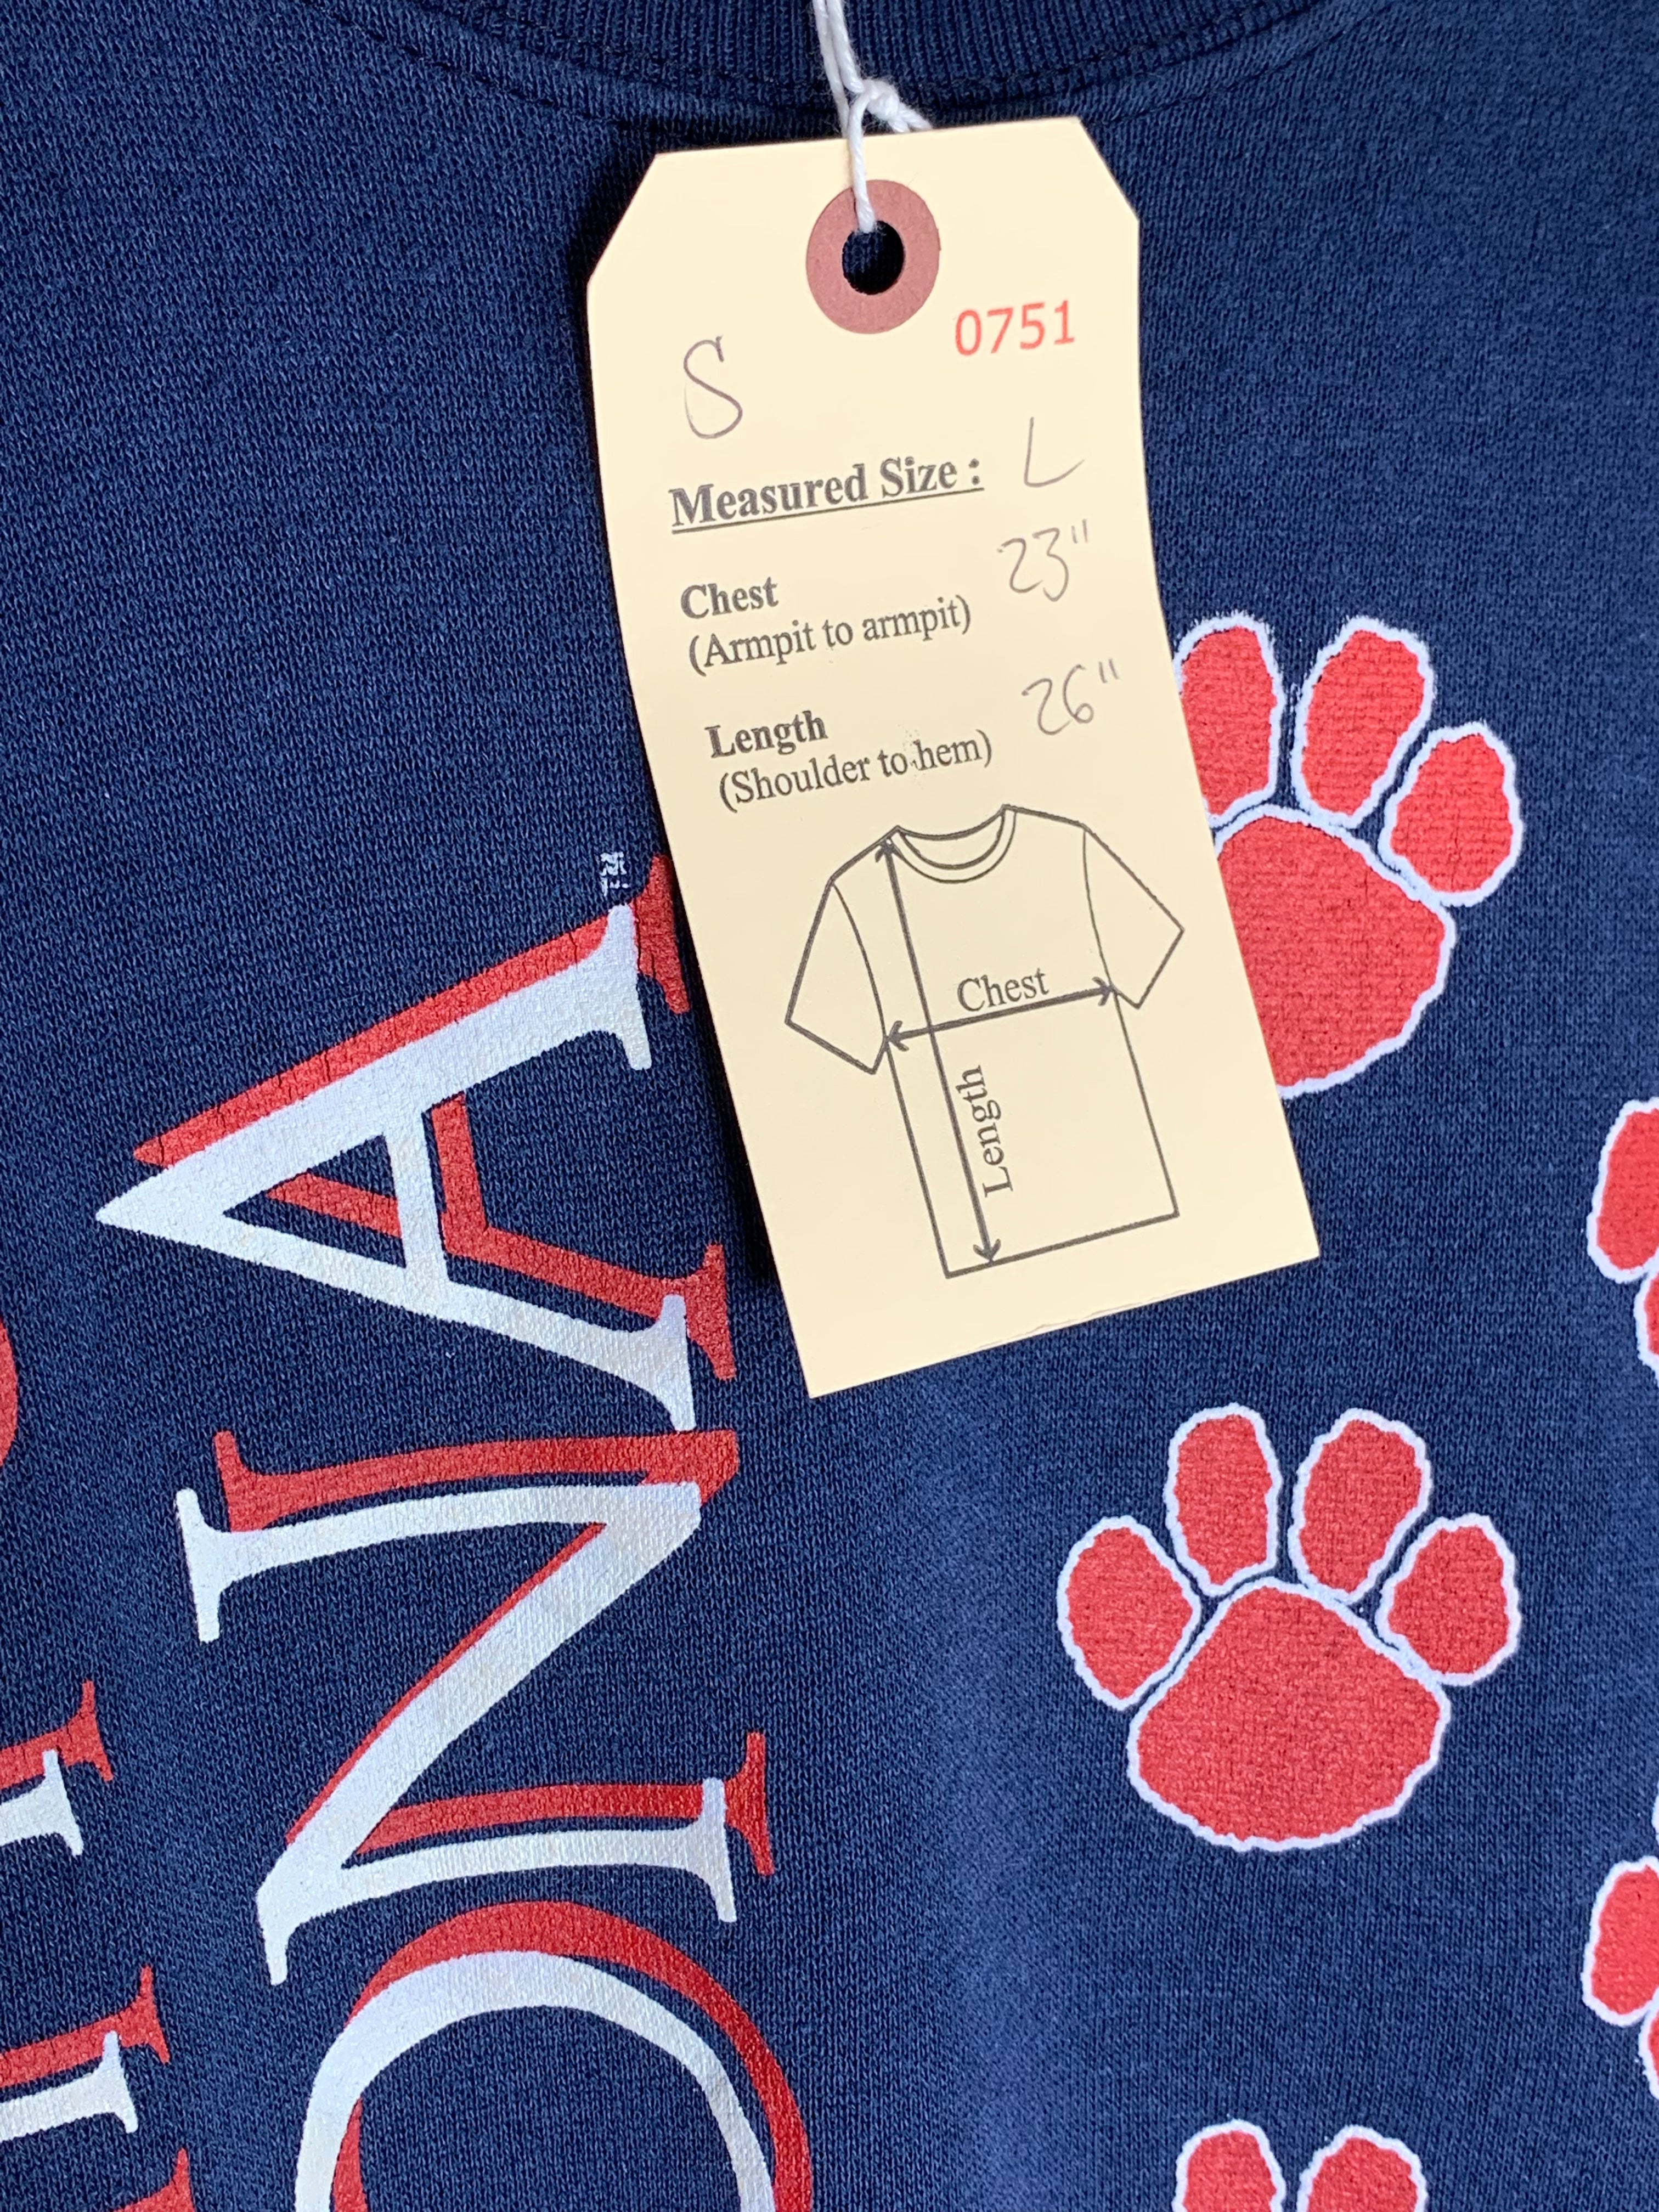 0751
S
Measured Size : L
Chest 23"
(Armpit to armpit)
Length 26"
(Shoulder to hem)
Chest
Length